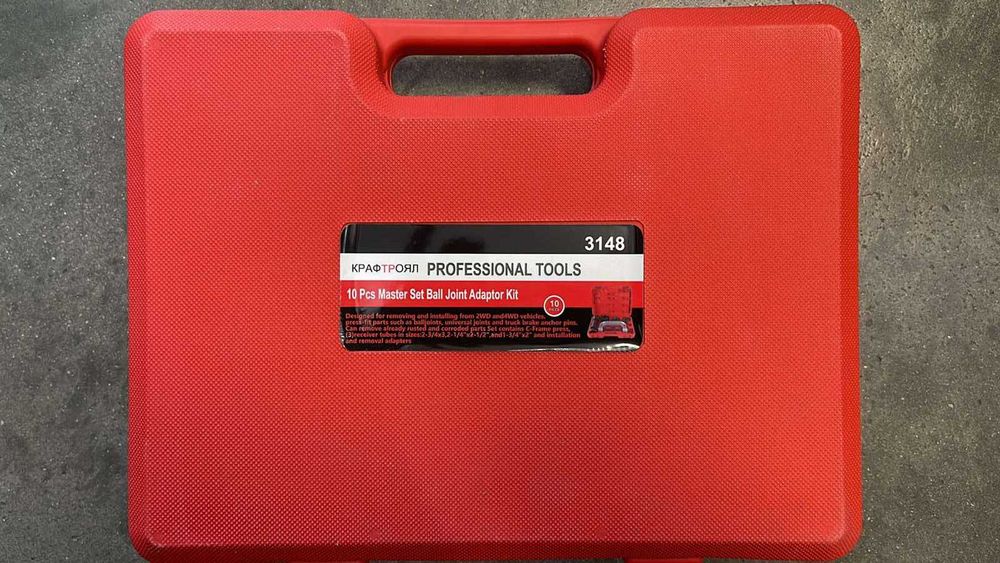 3148
КРАФТРОЯЛ PROFESSIONAL TOOLS
10 Pcs Master Set Ball Joint Adaptor Kit
10
Designed for removing and installing from 2WD and4WD vehicles.
press-fit parts such as balljoints, universal joints and truck brake anchor pins.
Can remove already rusted and corroded parts Set contains C-Frame press,
(3)receiver tubes in sizes:2-3/4x3,2-1/4"x2-1/2",and1-3/4"x2" and installation
and removal adapters